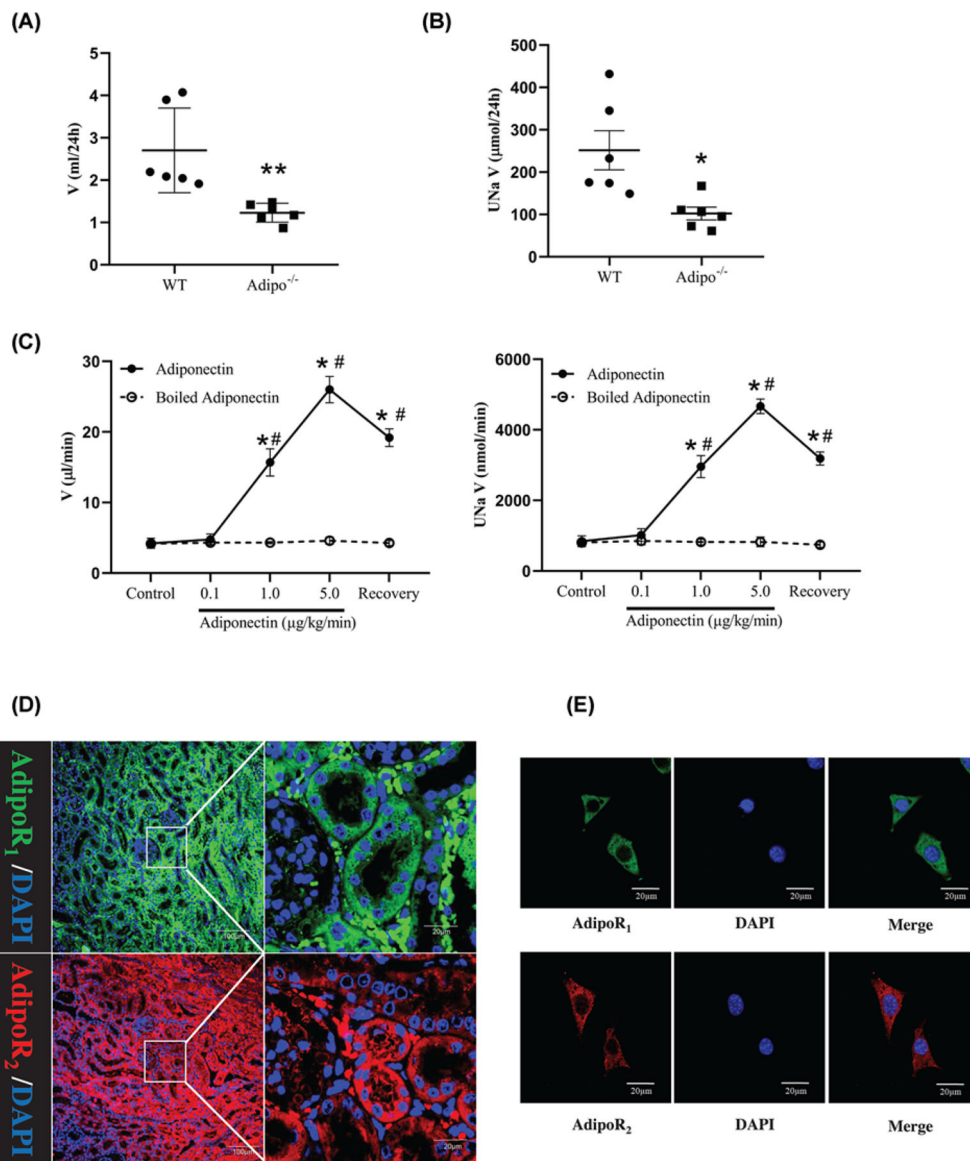 (A)
5
4
3
2
1
0
V (ml/24h)
**
WT
Adipo-/-
(B)
500
400
300
200
100
0
UNa V (μmol/24h)
*
WT
Adipo-/-
(C)
30
20
10
0
V (μl/min)
Adiponectin
Boiled Adiponectin
*#
* #
* #
Control
0.1
1.0
5.0
Recovery
Adiponectin (μg/kg/min)
6000
4000
2000
0
UNa V (nmol/min)
Adiponectin
Boiled Adiponectin
* #
* #
*#
Control
0.1
1.0
5.0
Recovery
Adiponectin (μg/kg/min)
(D)
AdipoR1/DAPI
100μm
20μm
AdipoR2/DAPI
100μm
20μm
(E)
20μm
20μm
20μm
AdipoR1
DAPI
Merge
20μm
20μm
20μm
AdipoR2
DAPI
Merge